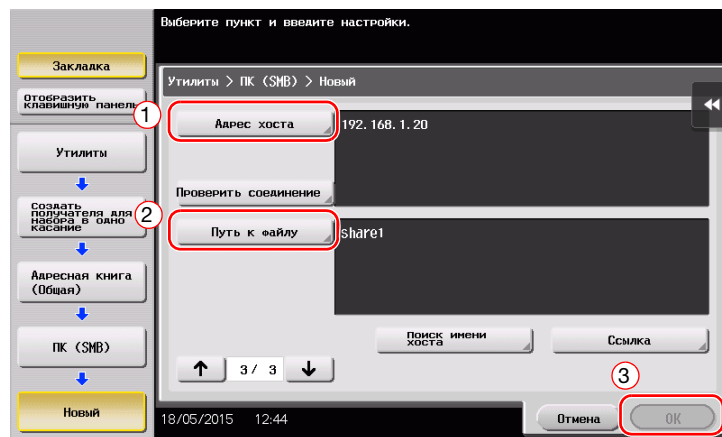 Выберите пункт и введите настройки.
Закладка
Отобразить
клавишную панель
Утилиты > ПК (SMB) > Новый
1
Адрес хоста
192.168.1.20
Утилиты
Проверить соединение
Создать
получателя для
набора в одно
касание
2
Путь к файлу
share1
Адресная книга
(Общая)
ПК (SMB)
Поиск имени
хоста
Ссылка
3/ 3
3
Новый
18/05/2015 12:44
Отмена
OK